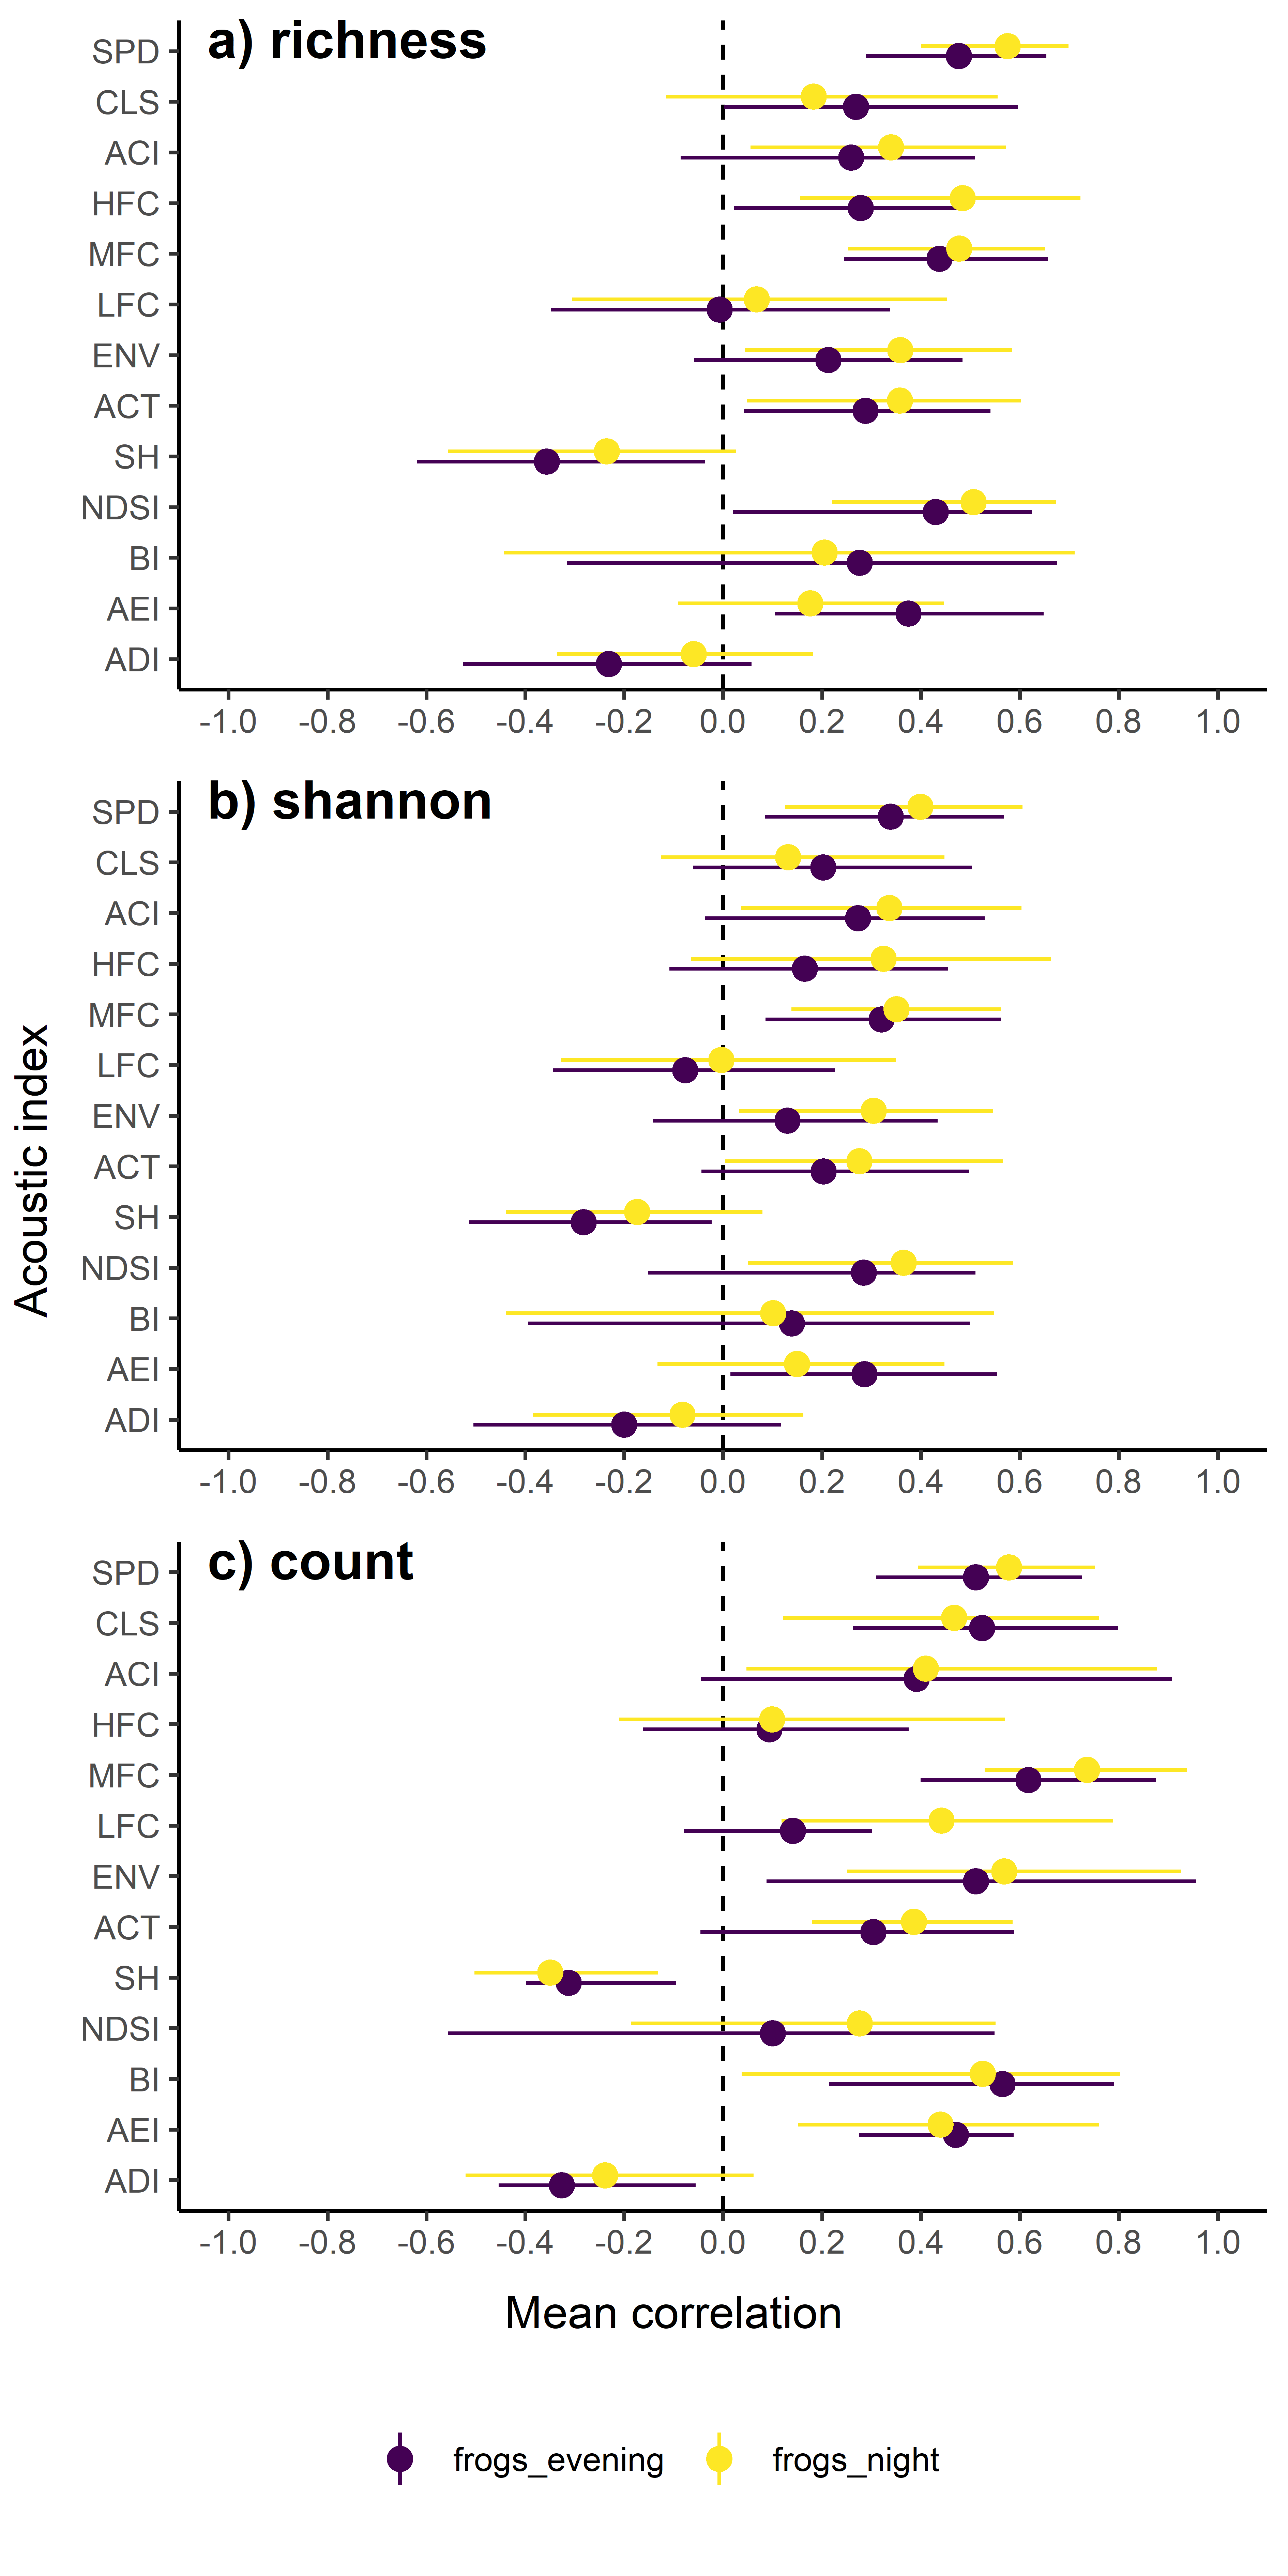 a) richness
SPD
CLS
ACI
HFC
MFC
LFC
ENV
ACT
SH
NDSI
BI
AEI
ADI
-1.0 -0.8 -0.6 -0.4 -0.2 0.0 0.2 0.4 0.6 0.8 1.0
b) shannon
SPD
CLS
ACI
HFC
MFC
LFC
ENV
ACT
SH
NDSI
BI
AEI
ADI
-1.0 -0.8 -0.6 -0.4 -0.2 0.0 0.2 0.4 0.6 0.8 1.0
Acoustic index
c) count
SPD
CLS
ACI
HFC
MFC
LFC
ENV
ACT
SH
NDSI
BI
AEI
ADI
-1.0 -0.8 -0.6 -0.4 -0.2 0.0 0.2 0.4 0.6 0.8 1.0
Mean correlation
frogs_evening frogs_night